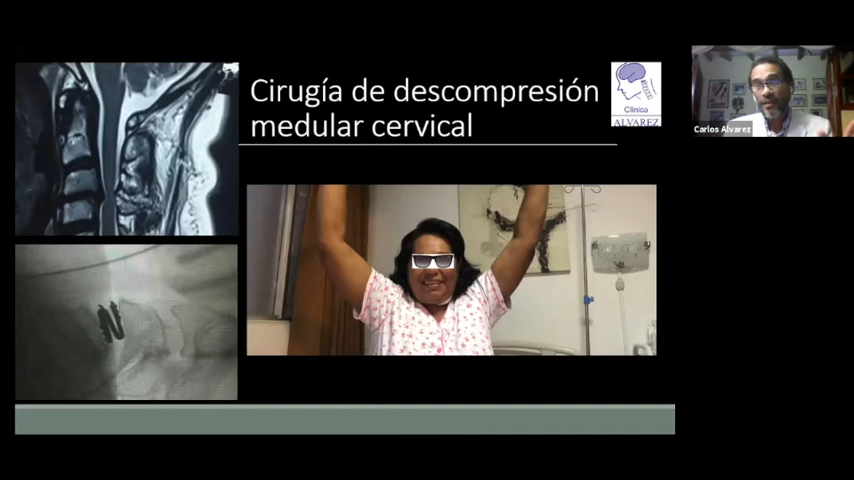 Cirugía de descompresión
medular cervical
Clínica
ALVAREZ
Carlos Alvarez